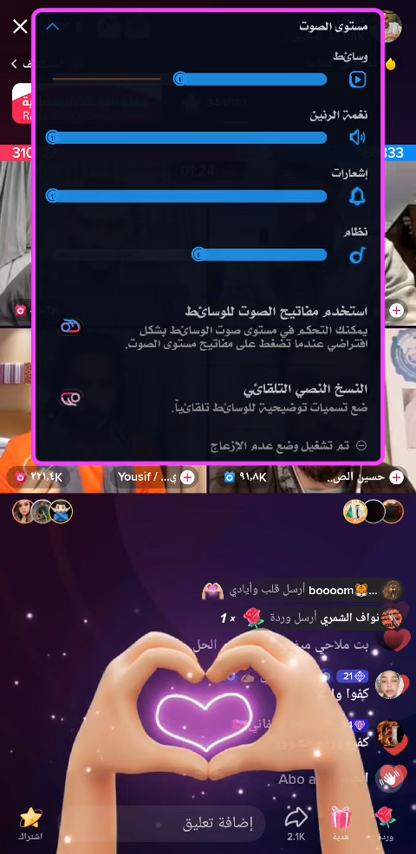 مستوى الصوت
وسائط
نغمة الرنين
إشعارات
نظام
استخدم مفاتيح الصوت للوسائط
يمكنك التحكم في مستوى صوت الوسائط بشكل
افتراضي عندما تضغط على مفاتيح مستوى الصوت.
النسخ النصي التلقائي
ضع تسميات توضيحية للوسائط تلقائياً.
تم تشغيل وضع عدم الإزعاج
310
333
حسين الص..
٩١,٨K
Yousif / ...ي
٢٢١,٤K
boooom🐯... أرسل قلب وأيادي
نواف الشمري أرسل وردة × 1
21
كفوا
Abo a
إضافة تعليق
اشتراك
2.1K
هدية
وردة